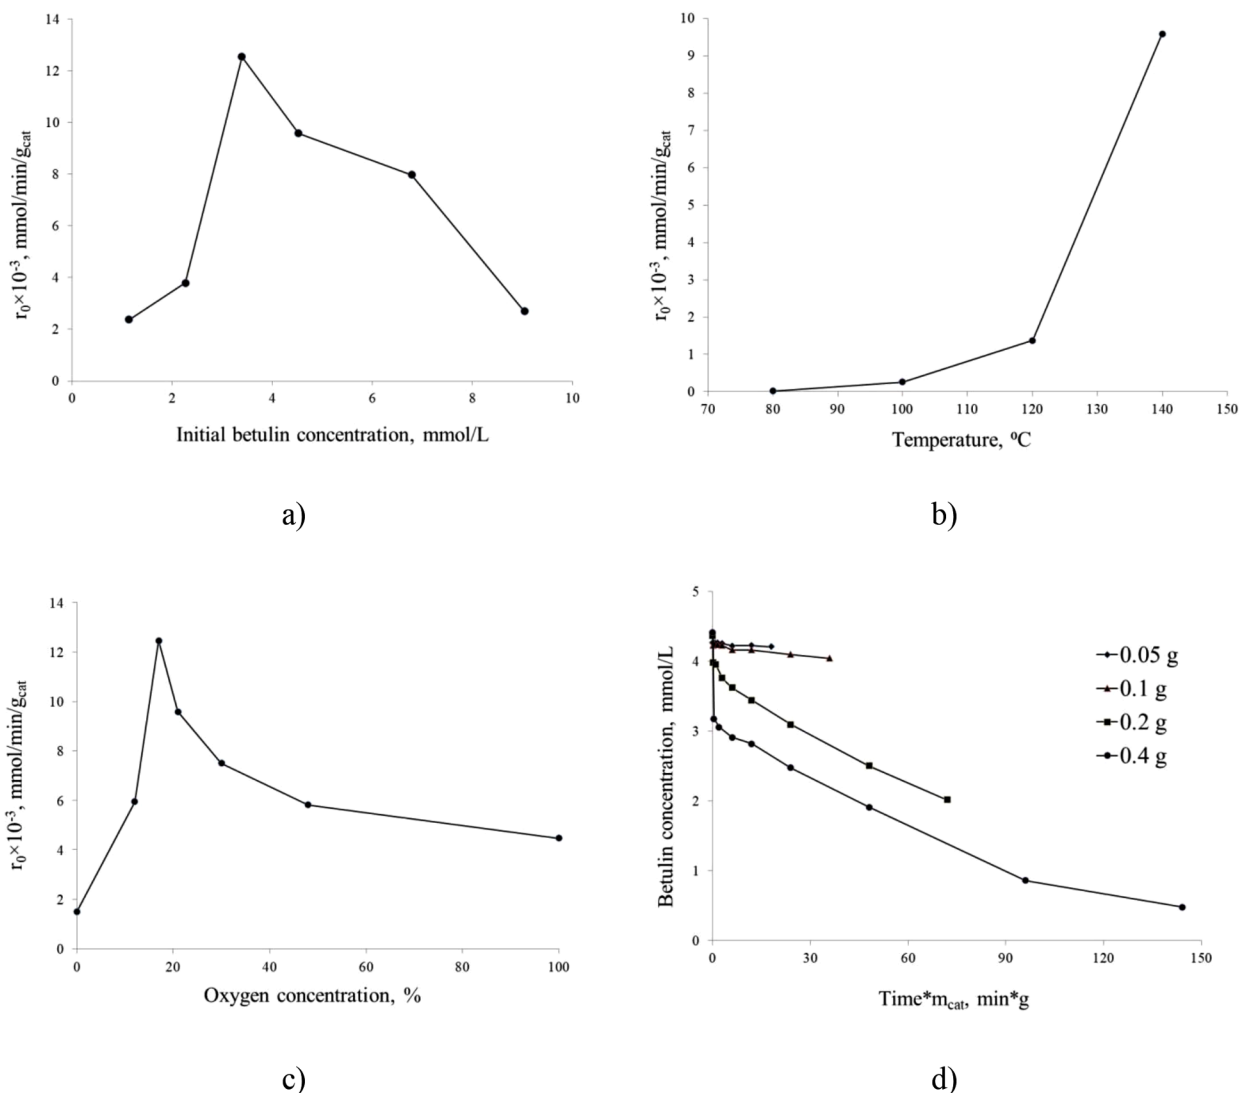 14
12
10
8
6
4
2
0
0 2 4 6 8 10
r₀×10⁻³, mmol/min/g_cat
Initial betulin concentration, mmol/L
a)
10
9
8
7
6
5
4
3
2
1
0
70 80 90 100 110 120 130 140 150
r₀×10⁻³, mmol/min/g_cat
Temperature, ⁰C
b)
14
12
10
8
6
4
2
0
0 20 40 60 80 100
r₀×10⁻³, mmol/min/g_cat
Oxygen concentration, %
c)
5
4
3
2
1
0
0 30 60 90 120 150
Betulin concentration, mmol/L
Time*m_cat, min*g
0.05 g
0.1 g
0.2 g
0.4 g
d)